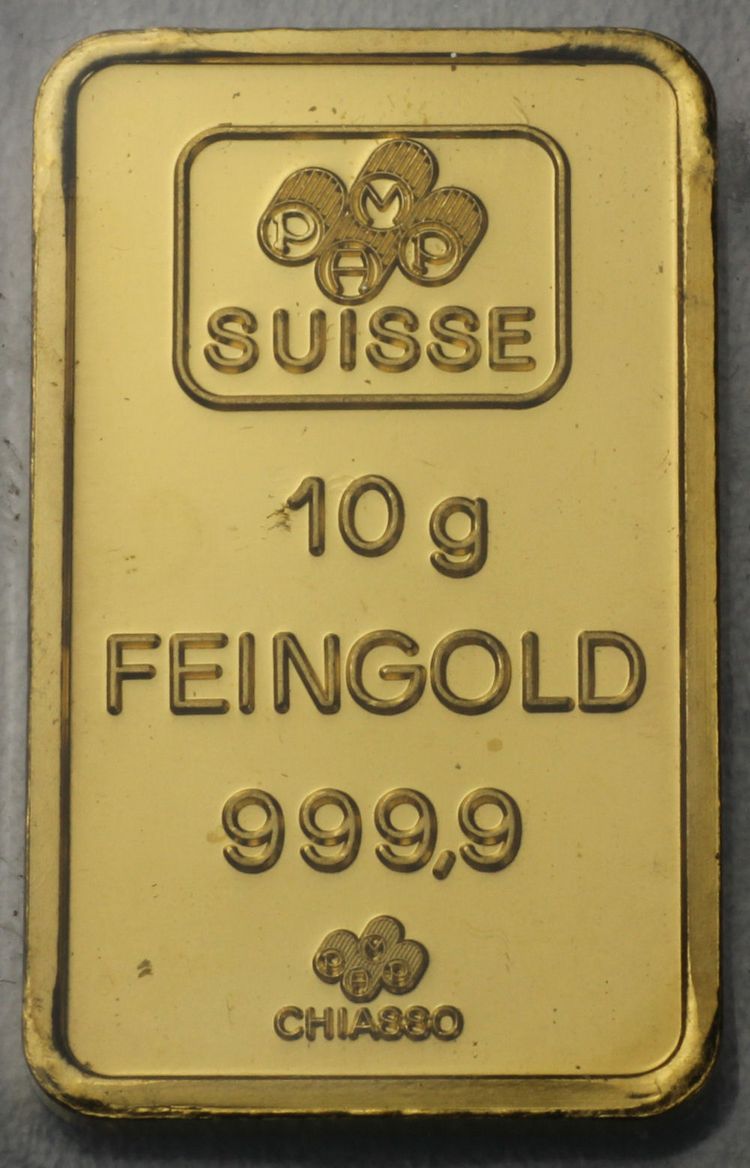 PAMP
SUISSE
10 g
FEINGOLD
999,9
PAMP
CHIASSO